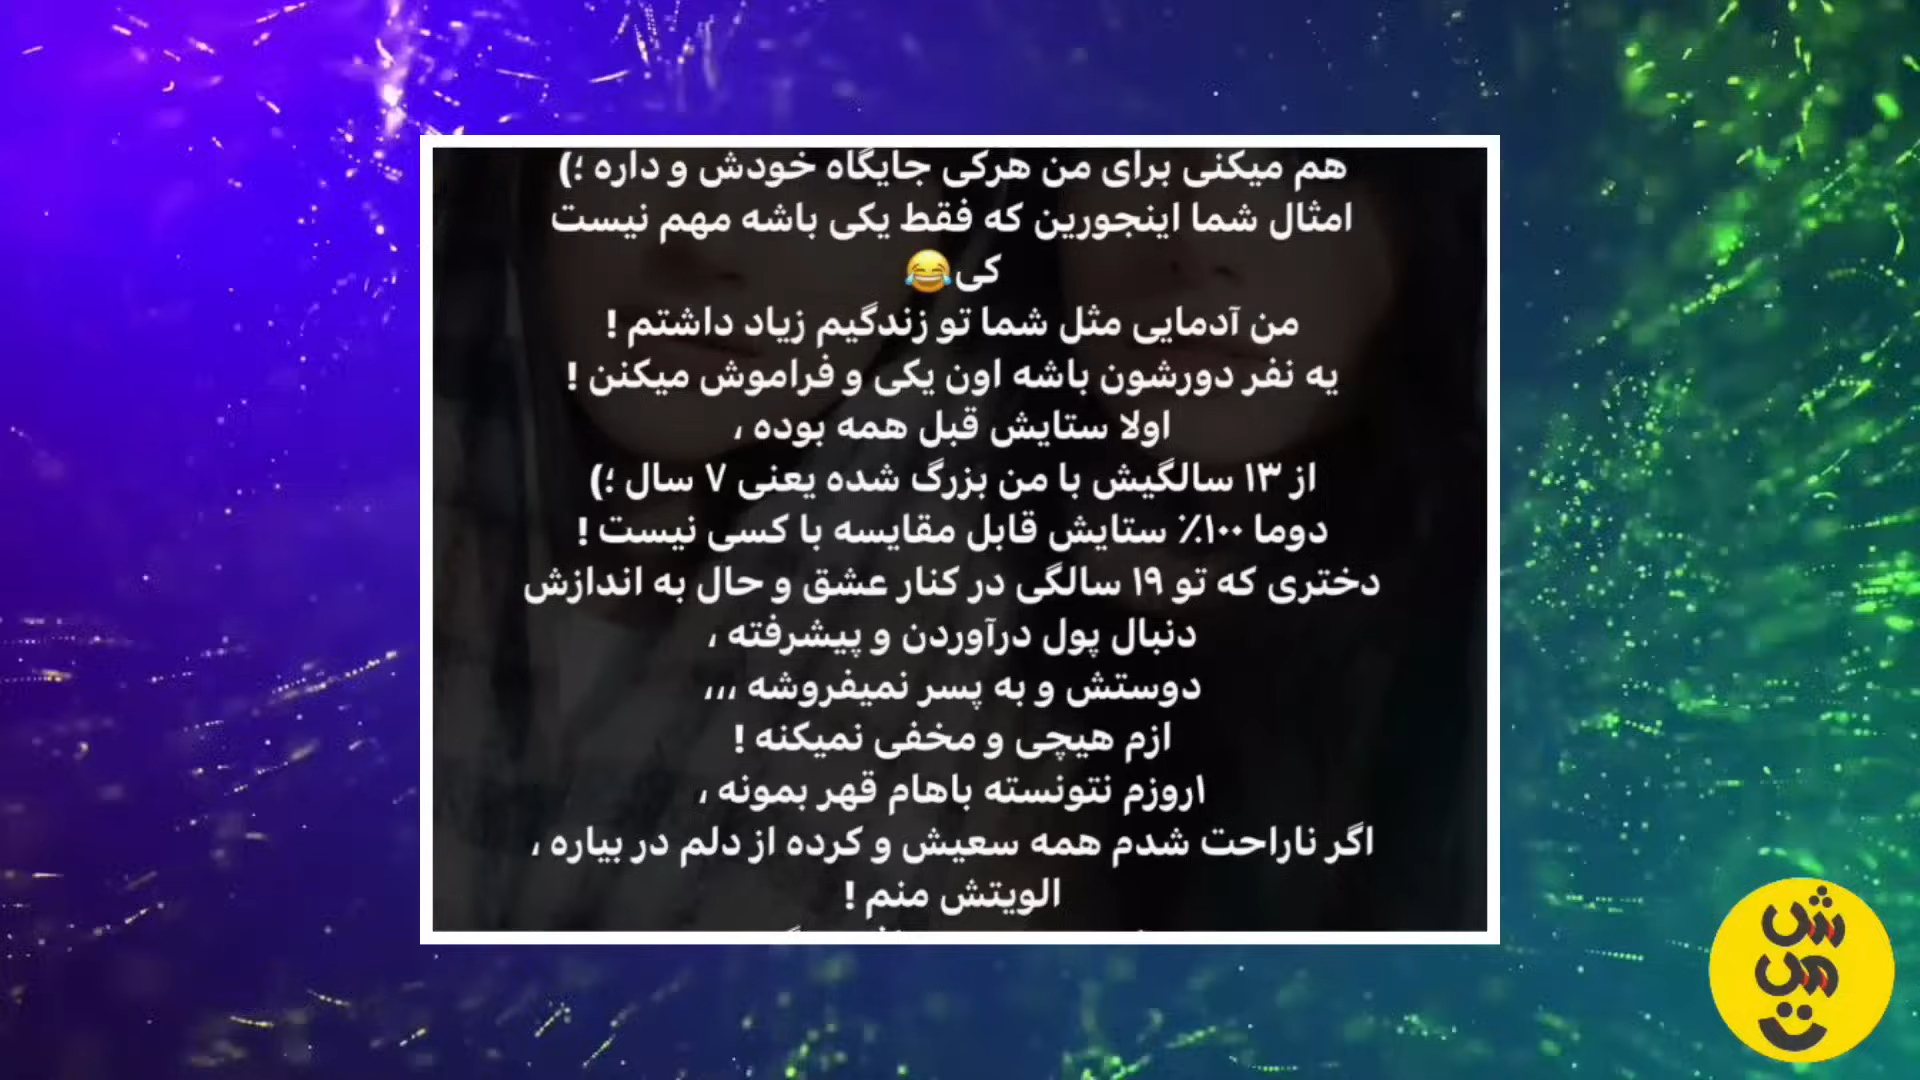 هم میکنی برای من هرکی جایگاه خودش و داره ؛)
امثال شما اینجورین که فقط یکی باشه مهم نیست
کی😂
من آدمایی مثل شما تو زندگیم زیاد داشتم !
یه نفر دورشون باشه اون یکی و فراموش میکنن !
اولا ستایش قبل همه بوده ،
از ۱۳ سالگیش با من بزرگ شده یعنی ۷ سال ؛)
دوما ۱۰۰٪ ستایش قابل مقایسه با کسی نیست !
دختری که تو ۱۹ سالگی در کنار عشق و حال به اندازش
دنبال پول درآوردن و پیشرفته ،
دوستش و به پسر نمیفروشه ،،،
ازم هیچی و مخفی نمیکنه !
۱روزم نتونسته باهام قهر بمونه ،
اگر ناراحت شدم همه سعیش و کرده از دلم در بیاره ،
الویتش منم !